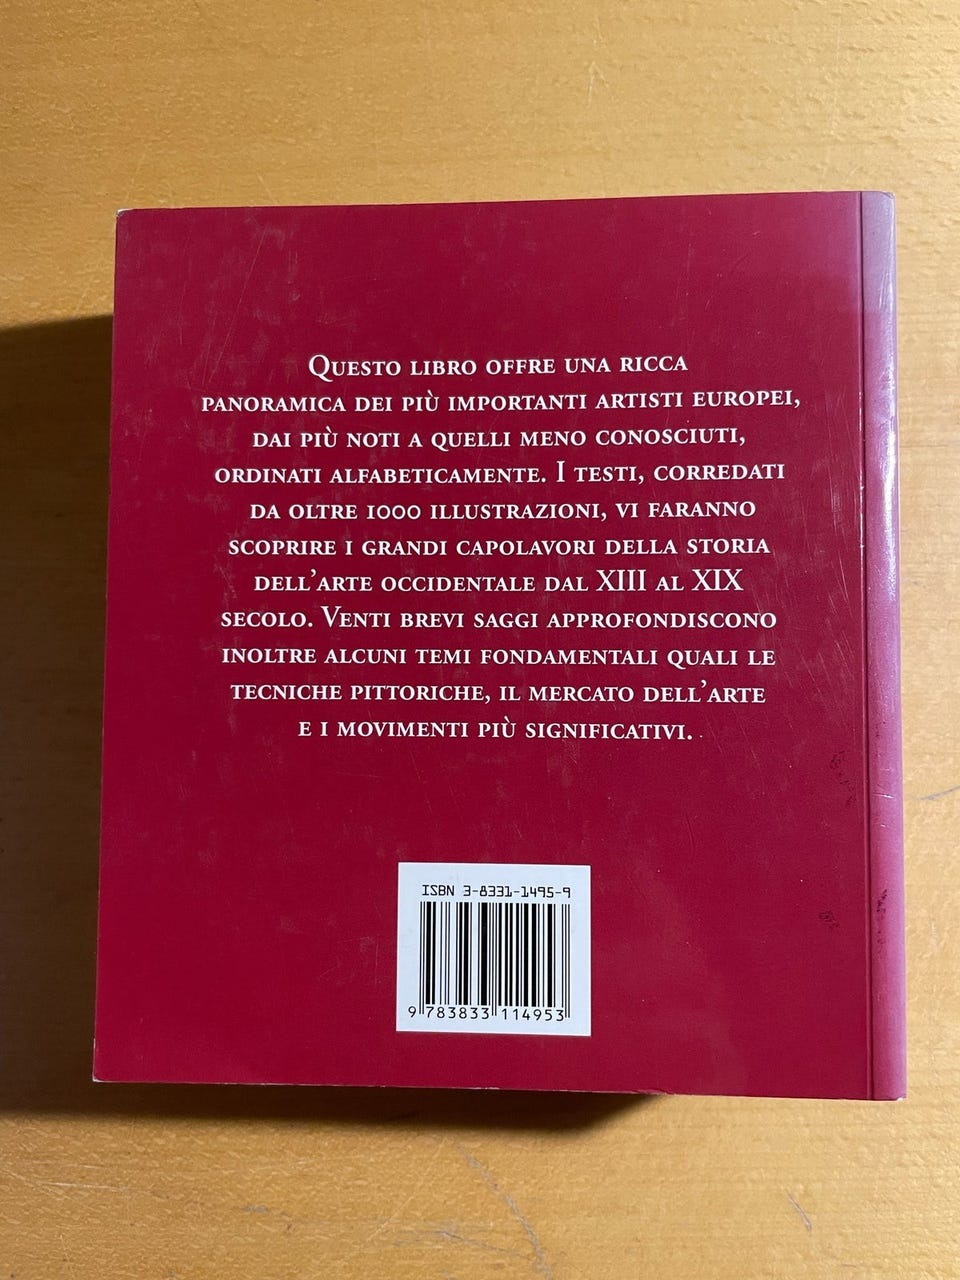 Questo libro offre una ricca
panoramica dei più importanti artisti europei,
dai più noti a quelli meno conosciuti,
ordinati alfabeticamente. I testi, corredati
da oltre 1000 illustrazioni, vi faranno
scoprire i grandi capolavori della storia
dell'arte occidentale dal XIII al XIX
secolo. Venti brevi saggi approfondiscono
inoltre alcuni temi fondamentali quali le
tecniche pittoriche, il mercato dell'arte
e i movimenti più significativi.
ISBN 3-8331-1495-9
9 783833 114953